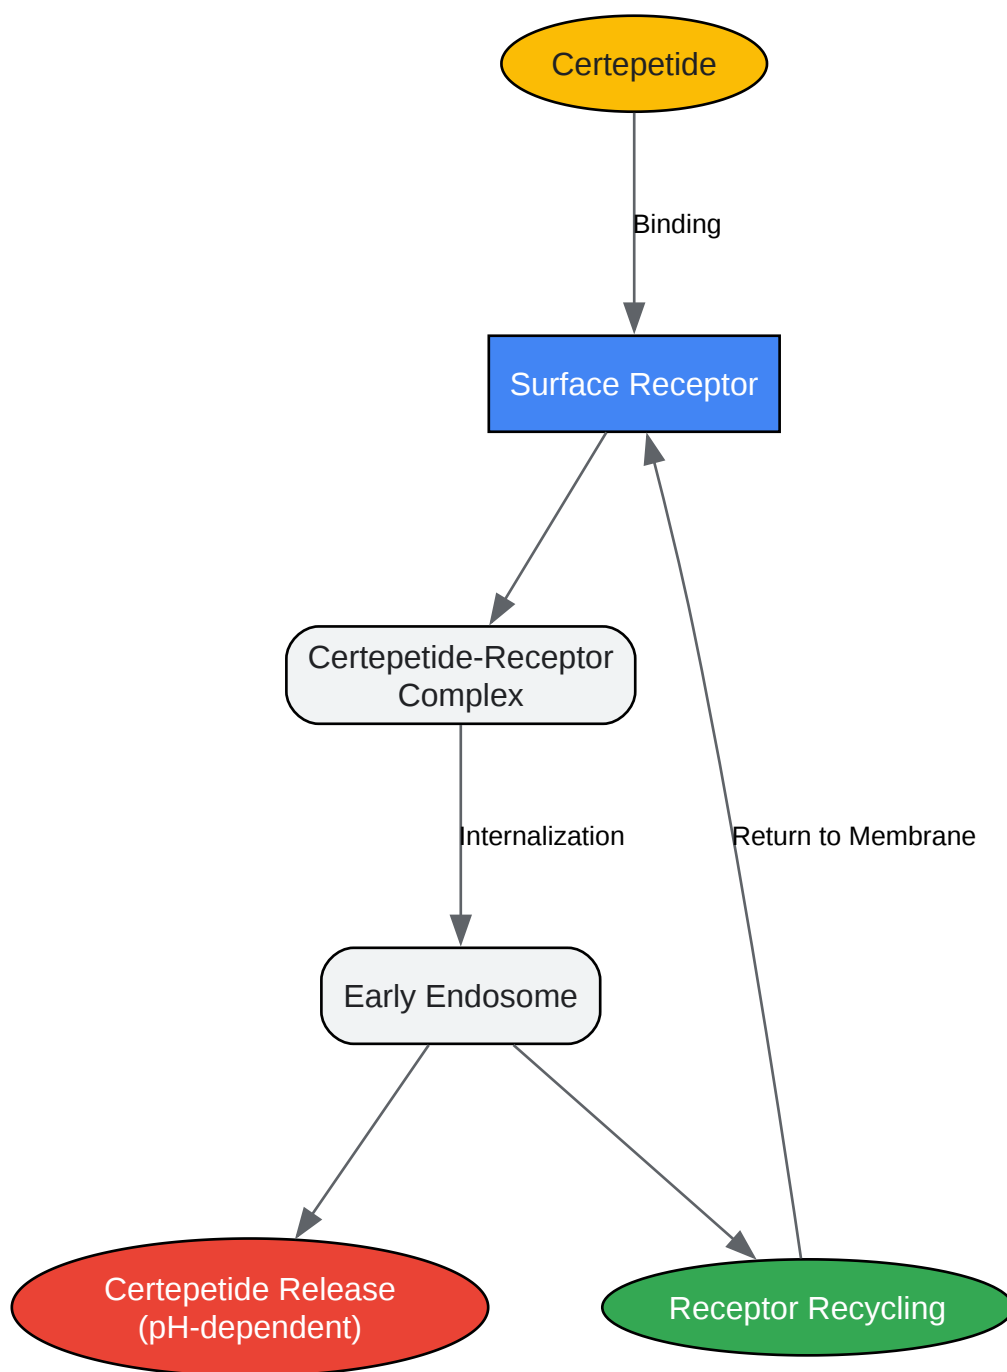 Certepetide
Binding
Surface Receptor
Certepetide-Receptor
Complex
Internalization
Return to Membrane
Early Endosome
Certepetide Release
(pH-dependent)
Receptor Recycling